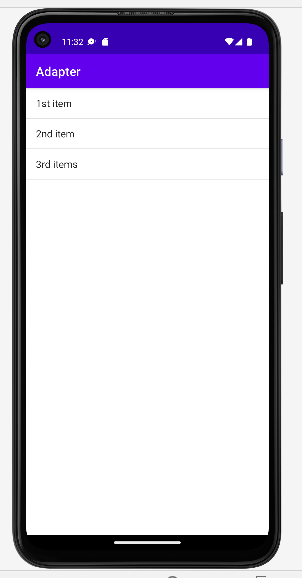 11:32
Adapter
1st item
2nd item
3rd items